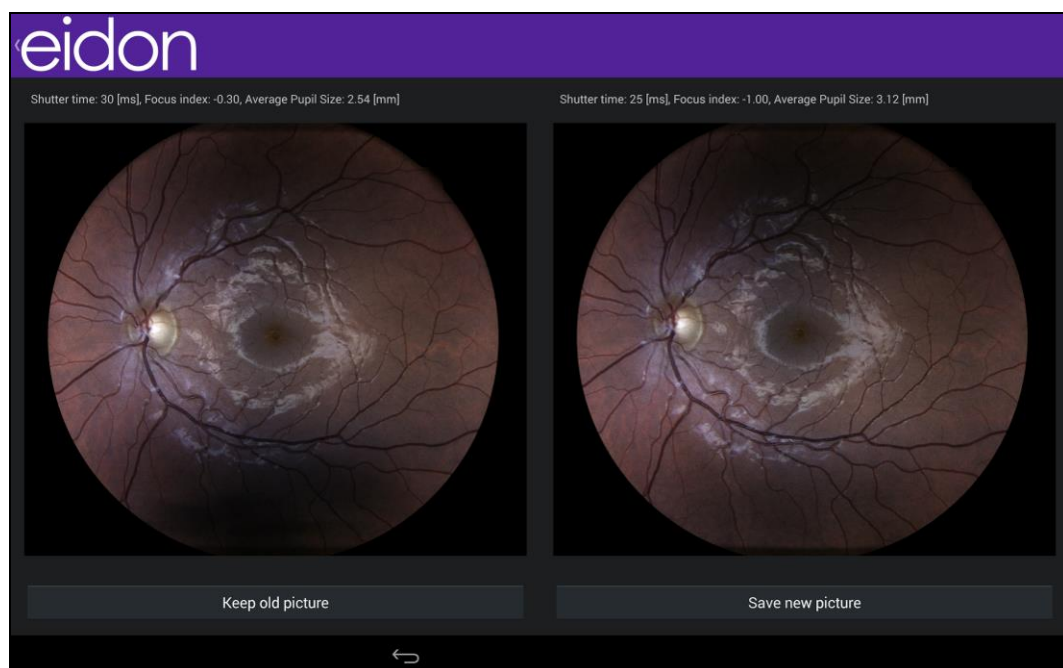 eidon
Shutter time: 30 [ms], Focus index: -0.30, Average Pupil Size: 2.54 [mm]
Shutter time: 25 [ms], Focus index: -1.00, Average Pupil Size: 3.12 [mm]
Keep old picture
Save new picture